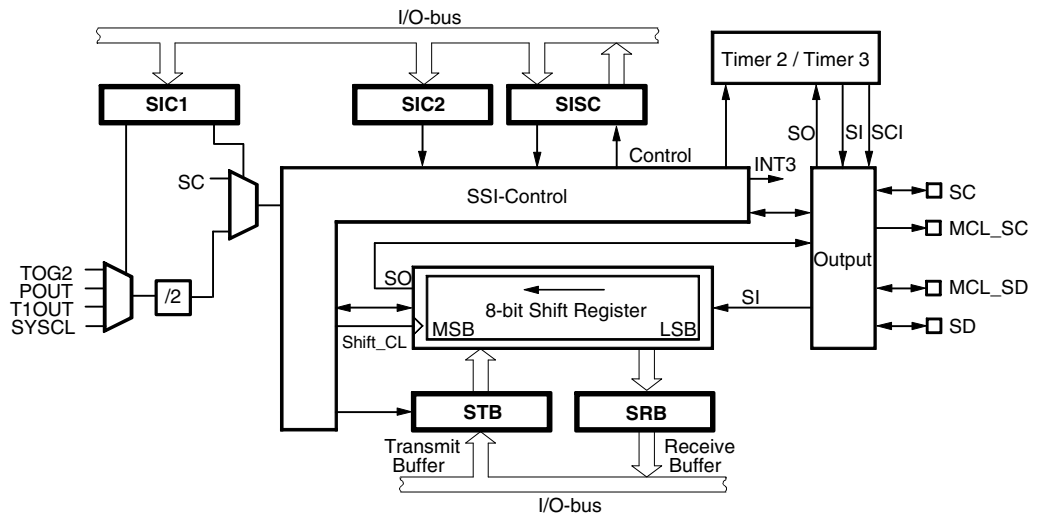 I/O-bus
Timer 2 / Timer 3
SIC1
SIC2
SISC
SO
SI
SCI
Control
INT3
SC
SSI-Control
SC
MCL_SC
Output
TOG2
POUT
T1OUT
SYSCL
/2
SO
8-bit Shift Register
MSB
LSB
SI
MCL_SD
SD
Shift_CL
STB
SRB
Transmit
Buffer
Receive
Buffer
I/O-bus